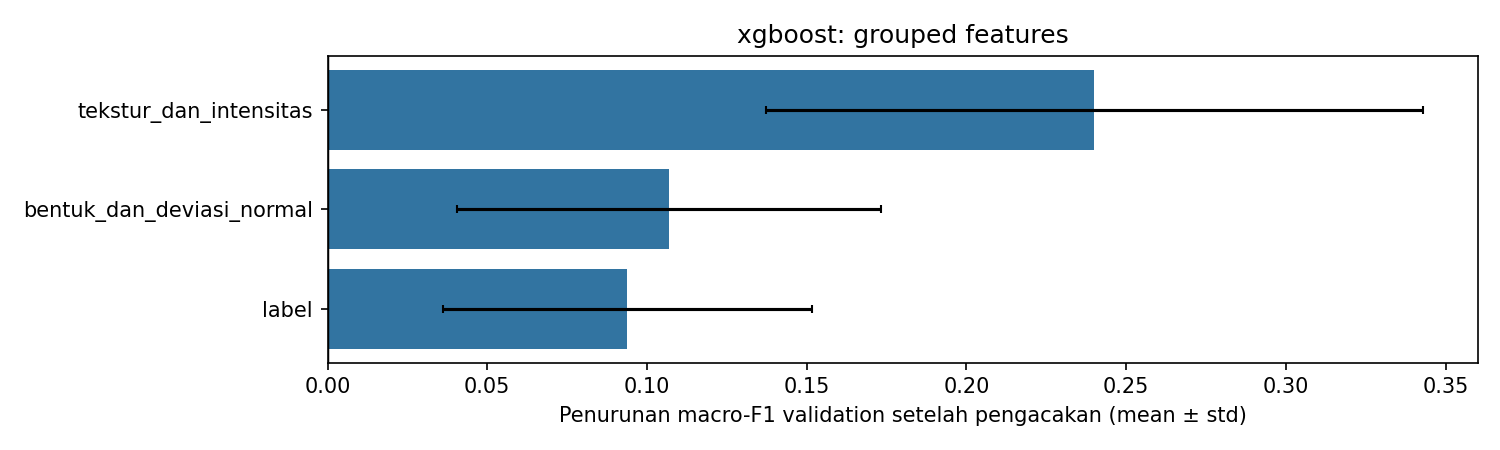 xgboost: grouped features
tekstur_dan_intensitas
bentuk_dan_deviasi_normal
label
0.00 0.05 0.10 0.15 0.20 0.25 0.30 0.35
Penurunan macro-F1 validation setelah pengacakan (mean ± std)